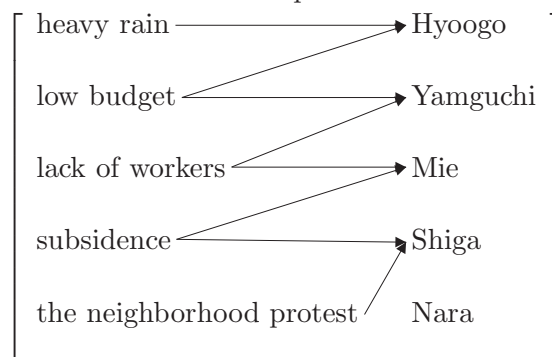 heavy rain Hyoogo
low budget Yamguchi
lack of workers Mie
subsidence Shiga
the neighborhood protest Nara